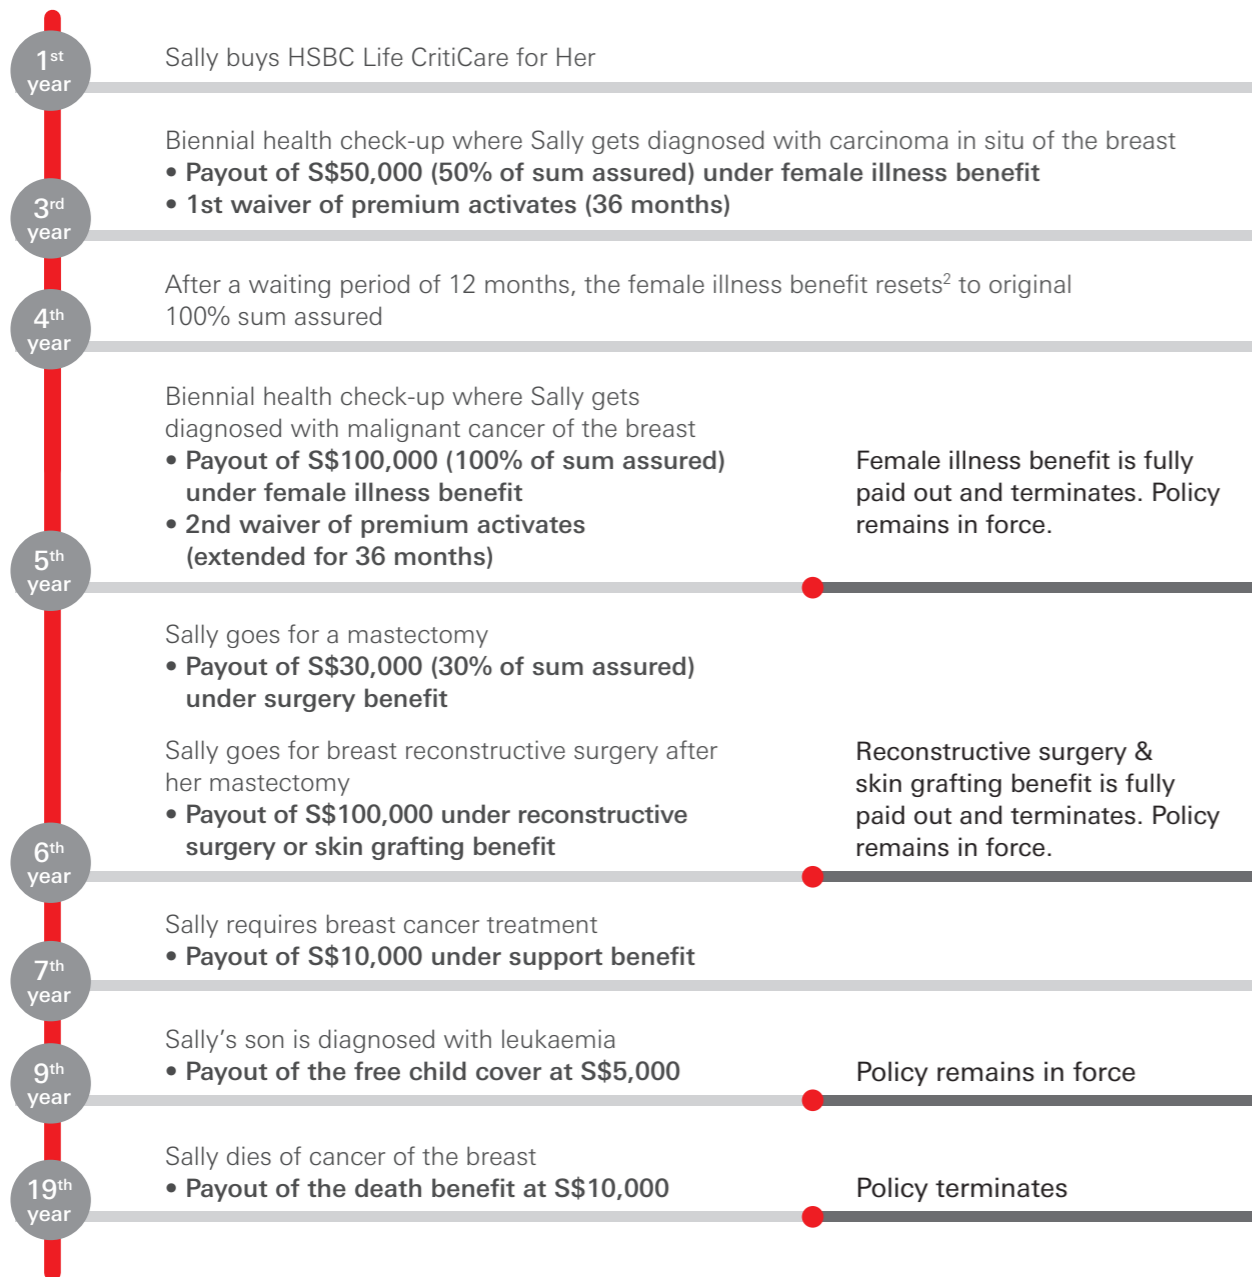 1st
year
Sally buys HSBC Life CritiCare for Her
Biennial health check-up where Sally gets diagnosed with carcinoma in situ of the breast
• Payout of S$50,000 (50% of sum assured) under female illness benefit
• 1st waiver of premium activates (36 months)
3rd
year
After a waiting period of 12 months, the female illness benefit resets2 to original
100% sum assured
4th
year
Biennial health check-up where Sally gets
diagnosed with malignant cancer of the breast
• Payout of S$100,000 (100% of sum assured)
under female illness benefit
• 2nd waiver of premium activates
(extended for 36 months)
Female illness benefit is fully
paid out and terminates. Policy
remains in force.
5th
year
Sally goes for a mastectomy
• Payout of S$30,000 (30% of sum assured)
under surgery benefit
Sally goes for breast reconstructive surgery after
her mastectomy
• Payout of S$100,000 under reconstructive
surgery or skin grafting benefit
Reconstructive surgery &
skin grafting benefit is fully
paid out and terminates. Policy
remains in force.
6th
year
Sally requires breast cancer treatment
• Payout of S$10,000 under support benefit
7th
year
Sally's son is diagnosed with leukaemia
• Payout of the free child cover at S$5,000
Policy remains in force
9th
year
Sally dies of cancer of the breast
• Payout of the death benefit at S$10,000
Policy terminates
19th
year